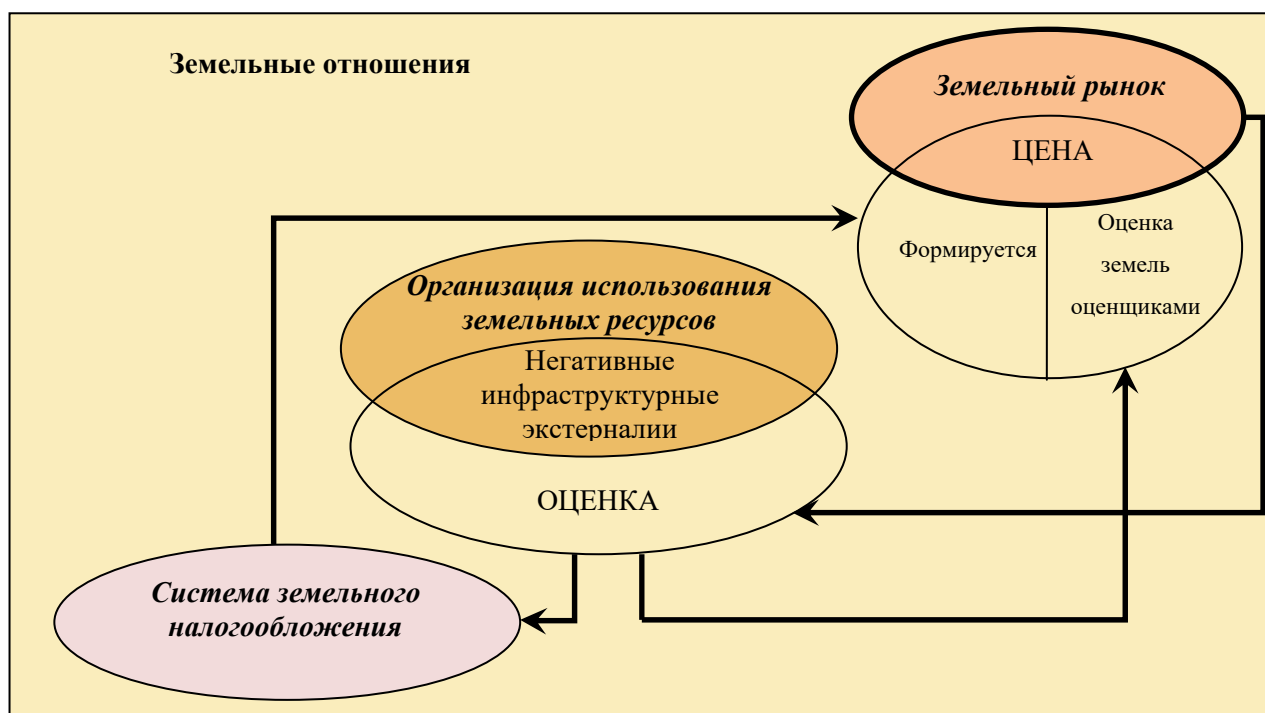 Земельные отношения
Земельный рынок
ЦЕНА
Формируется
Оценка
земель
оценщиками
Организация использования
земельных ресурсов
Негативные
инфраструктурные
экстерналии
ОЦЕНКА
Система земельного
налогообложения